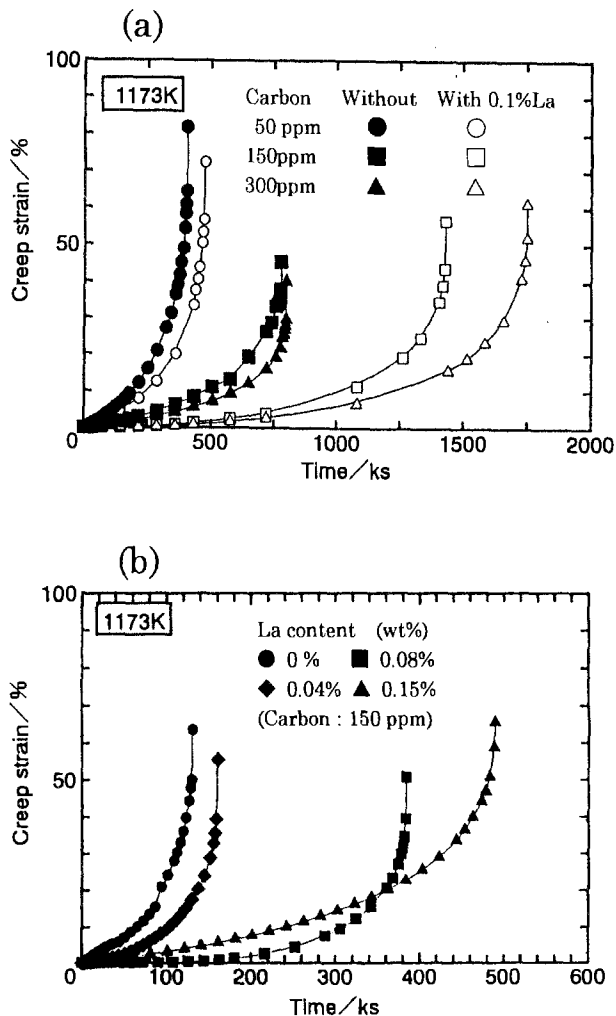 (a)
100
1173K
Carbon Without With 0.1%La
50 ppm
150ppm
300ppm
50
Creep strain／%
0 500 1000 1500 2000
Time／ks
(b)
100
1173K
La content (wt%)
0 % 0.08%
0.04% 0.15%
(Carbon : 150 ppm)
50
Creep strain／%
0
0 100 200 300 400 500 600
Time／ks